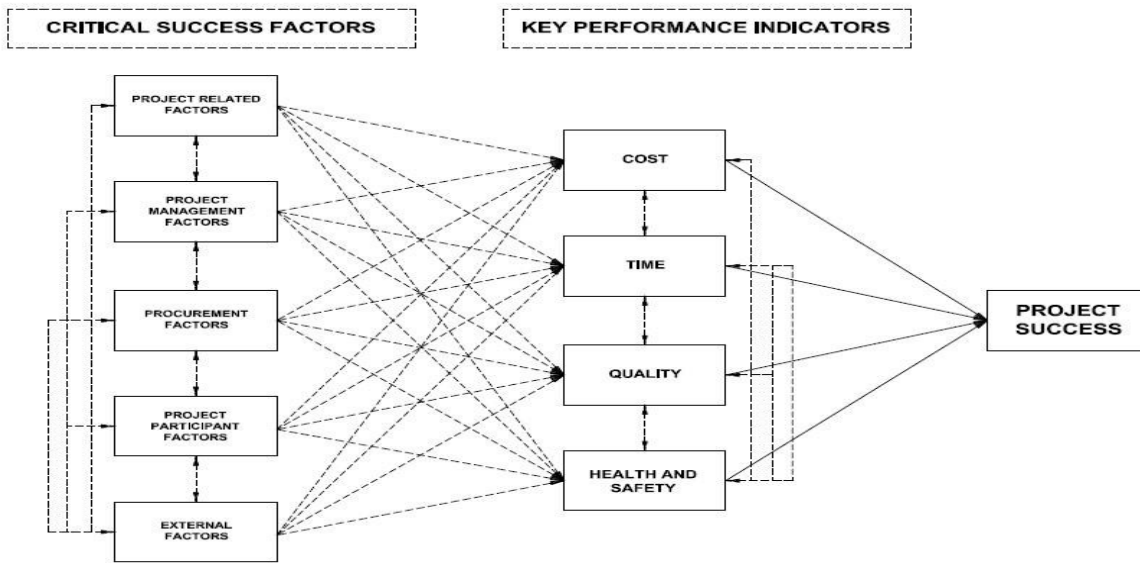 CRITICAL SUCCESS FACTORS
KEY PERFORMANCE INDICATORS
PROJECT RELATED
FACTORS
PROJECT
MANAGEMENT
FACTORS
PROCUREMENT
FACTORS
PROJECT
PARTICIPANT
FACTORS
EXTERNAL
FACTORS
COST
TIME
QUALITY
HEALTH AND
SAFETY
PROJECT
SUCCESS